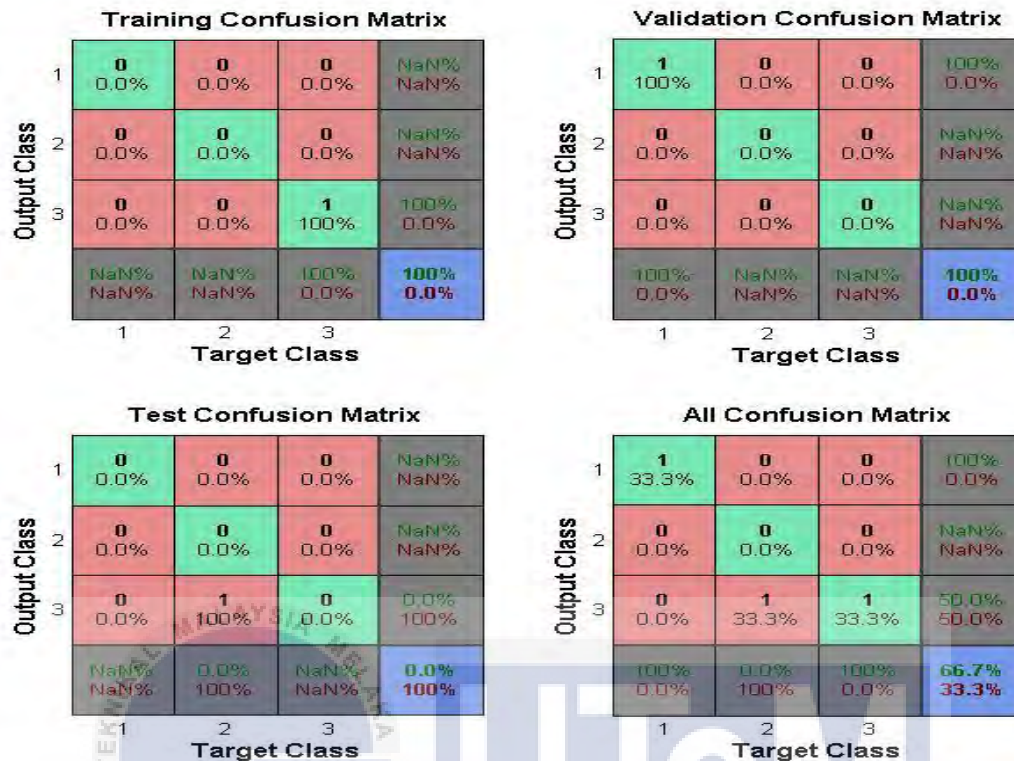 Training Confusion Matrix
Output Class
1
0 0 0 NaN%
0.0% 0.0% 0.0% NaN%
2
0 0 0 NaN%
0.0% 0.0% 0.0% NaN%
3
0 0 1 100%
0.0% 0.0% 100% 0.0%
NaN% NaN% 100% 100%
NaN% NaN% 0.0% 0.0%
1 2 3
Target Class
Validation Confusion Matrix
Output Class
1
1 0 0 100%
100% 0.0% 0.0% 0.0%
2
0 0 0 NaN%
0.0% 0.0% 0.0% NaN%
3
0 0 0 NaN%
0.0% 0.0% 0.0% NaN%
100% NaN% NaN% 100%
0.0% NaN% NaN% 0.0%
1 2 3
Target Class
Test Confusion Matrix
Output Class
1
0 0 0 NaN%
0.0% 0.0% 0.0% NaN%
2
0 0 0 NaN%
0.0% 0.0% 0.0% NaN%
3
0 1 0 0.0%
0.0% 100% 0.0% 100%
NaN% 0.0% NaN% 0.0%
NaN% 100% NaN% 100%
1 2 3
Target Class
All Confusion Matrix
Output Class
1
1 0 0 100%
33.3% 0.0% 0.0% 0.0%
2
0 0 0 NaN%
0.0% 0.0% 0.0% NaN%
3
0 1 1 50.0%
0.0% 33.3% 33.3% 50.0%
100% 0.0% 100% 66.7%
0.0% 100% 0.0% 33.3%
1 2 3
Target Class